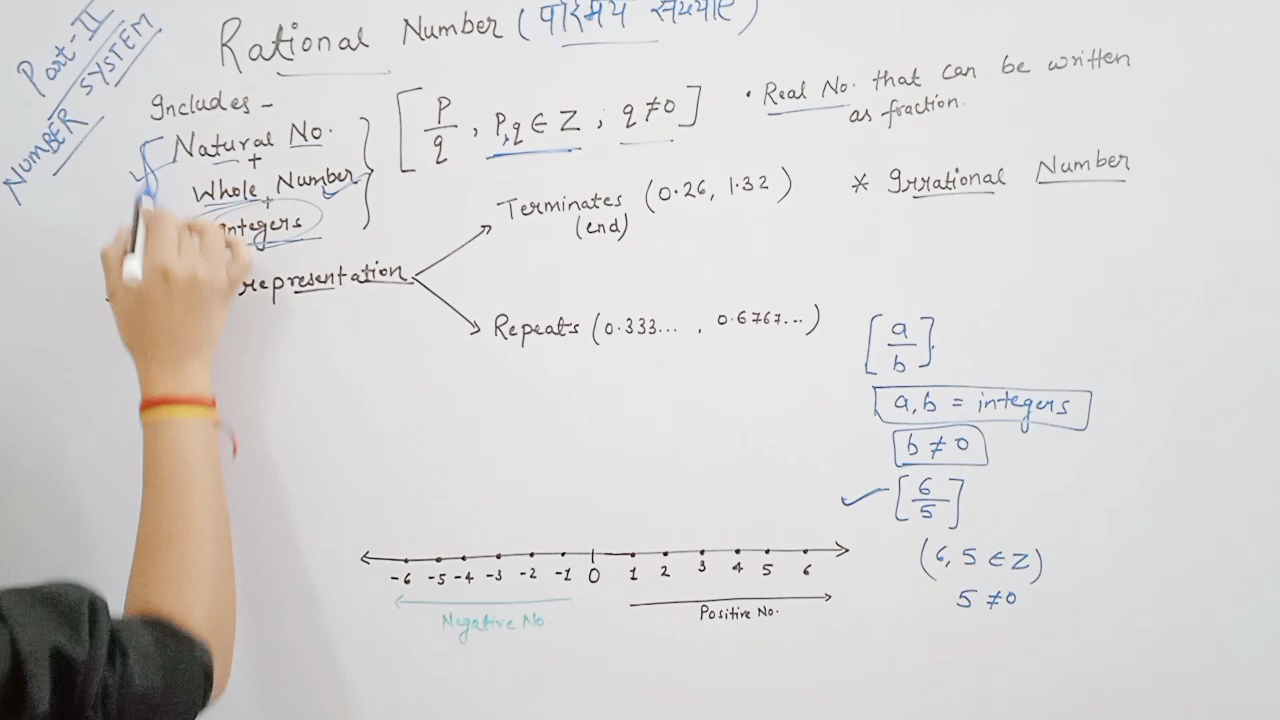 Part-II
NUMBER SYSTEM
Rational Number (परिमेय संख्याएं)
Includes -
Natural No.
+
Whole Number
+
Integers
[P/q, P,q ∈ Z ; q ≠ 0]
• Real No. that can be written
as fraction.
representation
Terminates (0.26, 1.32)
(end)
Repeats (0.333... , 0.6767...)
* Irrational Number
[a/b]
a, b = integers
b ≠ 0
✓ [6/5]
(6, 5 ∈ Z)
5 ≠ 0
-6 -5 -4 -3 -2 -1 0 1 2 3 4 5 6
Negative No
Positive No.